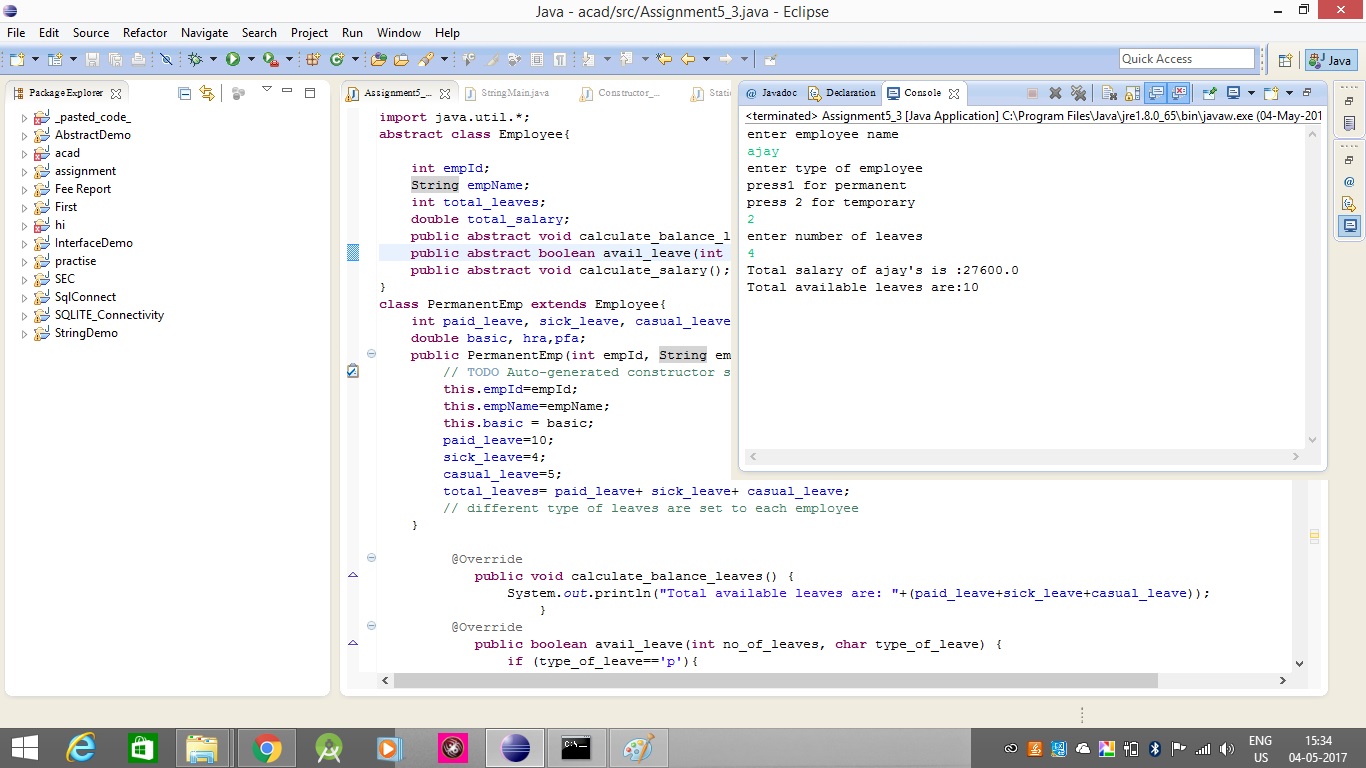 Java - acad/src/Assignment5_3.java - Eclipse
File Edit Source Refactor Navigate Search Project Run Window Help
Quick Access
Java
Package Explorer
_pasted_code_
AbstractDemo
acad
assignment
Fee Report
First
hi
InterfaceDemo
practise
SEC
SqlConnect
SQLITE_Connectivity
StringDemo
Assignment5_... StringMain.java Constructor_... Stati
import java.util.*;
abstract class Employee{
int empId;
String empName;
int total_leaves;
double total_salary;
public abstract void calculate_balance_l
public abstract boolean avail_leave(int
public abstract void calculate_salary();
}
class PermanentEmp extends Employee{
int paid_leave, sick_leave, casual_leave
double basic, hra,pfa;
public PermanentEmp(int empId, String em
// TODO Auto-generated constructor s
this.empId=empId;
this.empName=empName;
this.basic = basic;
paid_leave=10;
sick_leave=4;
casual_leave=5;
total_leaves= paid_leave+ sick_leave+ casual_leave;
// different type of leaves are set to each employee
}
@Override
public void calculate_balance_leaves() {
System.out.println("Total available leaves are: "+(paid_leave+sick_leave+casual_leave));
}
@Override
public boolean avail_leave(int no_of_leaves, char type_of_leave) {
if (type_of_leave=='p'){
@ Javadoc Declaration Console
<terminated> Assignment5_3 [Java Application] C:\Program Files\Java\jre1.8.0_65\bin\javaw.exe (04-May-201
enter employee name
ajay
enter type of employee
press1 for permanent
press 2 for temporary
2
enter number of leaves
4
Total salary of ajay's is :27600.0
Total available leaves are:10
ENG
US
15:34
04-05-2017